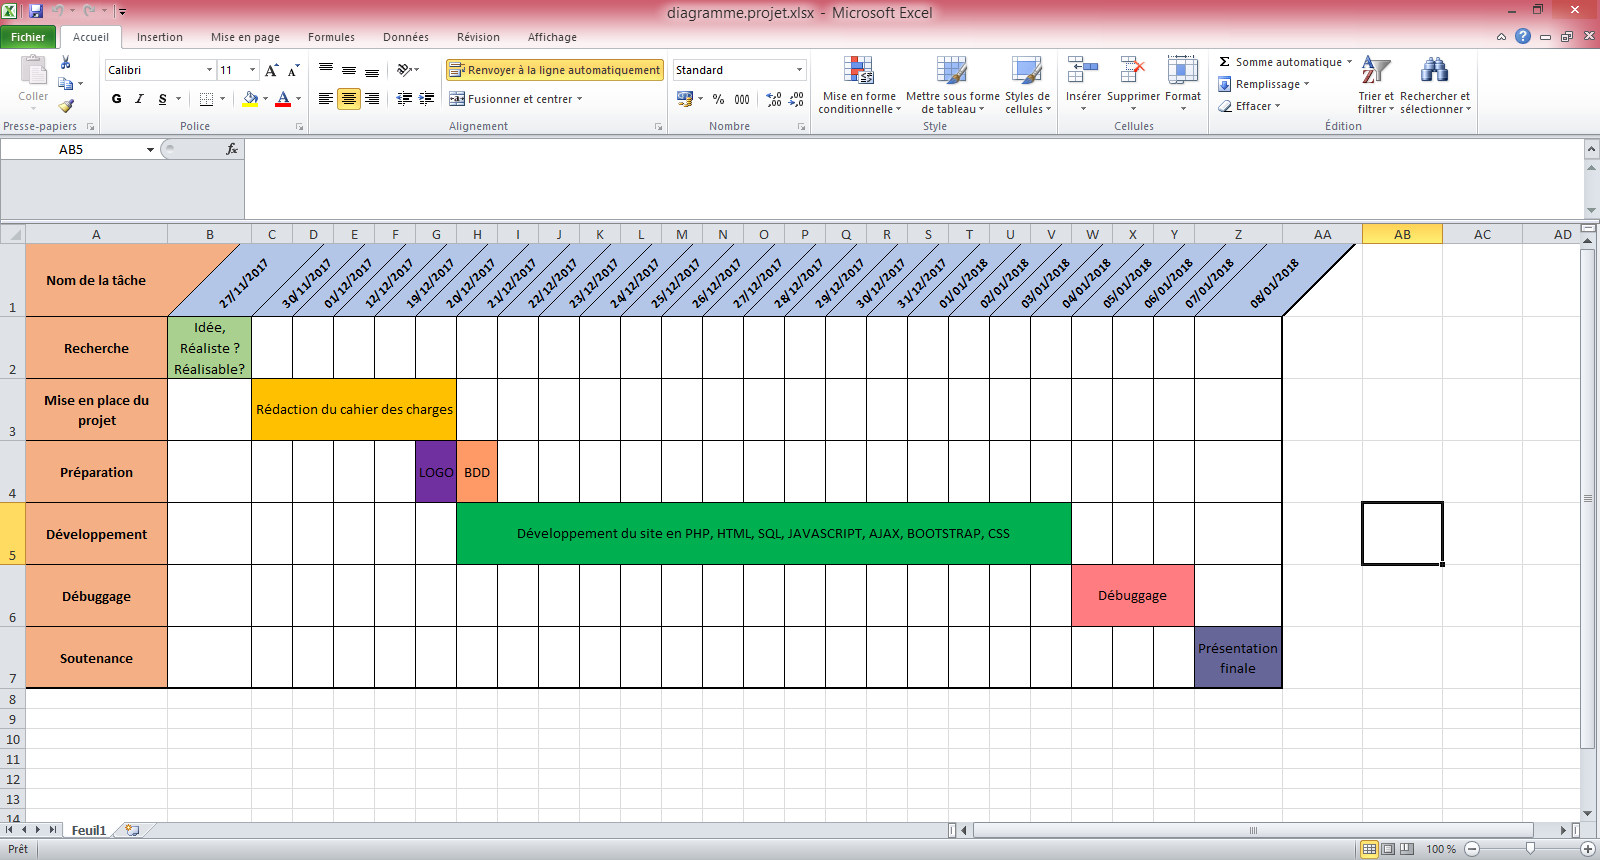 diagramme.projet.xlsx - Microsoft Excel
Fichier Accueil Insertion Mise en page Formules Données Révision Affichage
Coller
Presse-papiers
Calibri 11
G I S A
Police
Renvoyer à la ligne automatiquement
Fusionner et centrer
Alignement
Standard
% 000
Nombre
Mise en forme conditionnelle
Mettre sous forme de tableau
Styles de cellules
Style
Insérer Supprimer Format
Cellules
Σ Somme automatique
Remplissage
Effacer
Trier et filtrer
Rechercher et sélectionner
Édition
AB5 fx
A B C D E F G H I J K L M N O P Q R S T U V W X Y Z AA AB AC AD
1 Nom de la tâche 27/11/2017 30/11/2017 01/12/2017 12/12/2017 19/12/2017 20/12/2017 21/12/2017 22/12/2017 23/12/2017 24/12/2017 25/12/2017 26/12/2017 27/12/2017 28/12/2017 29/12/2017 30/12/2017 31/12/2017 01/01/2018 02/01/2018 03/01/2018 04/01/2018 05/01/2018 06/01/2018 07/01/2018 08/01/2018
2 Recherche Idée, Réaliste ? Réalisable?
3 Mise en place du projet Rédaction du cahier des charges
4 Préparation LOGO BDD
5 Développement Développement du site en PHP, HTML, SQL, JAVASCRIPT, AJAX, BOOTSTRAP, CSS
6 Débuggage Débuggage
7 Soutenance Présentation finale
8
9
10
11
12
13
14
Feuil1
Prêt 100 %